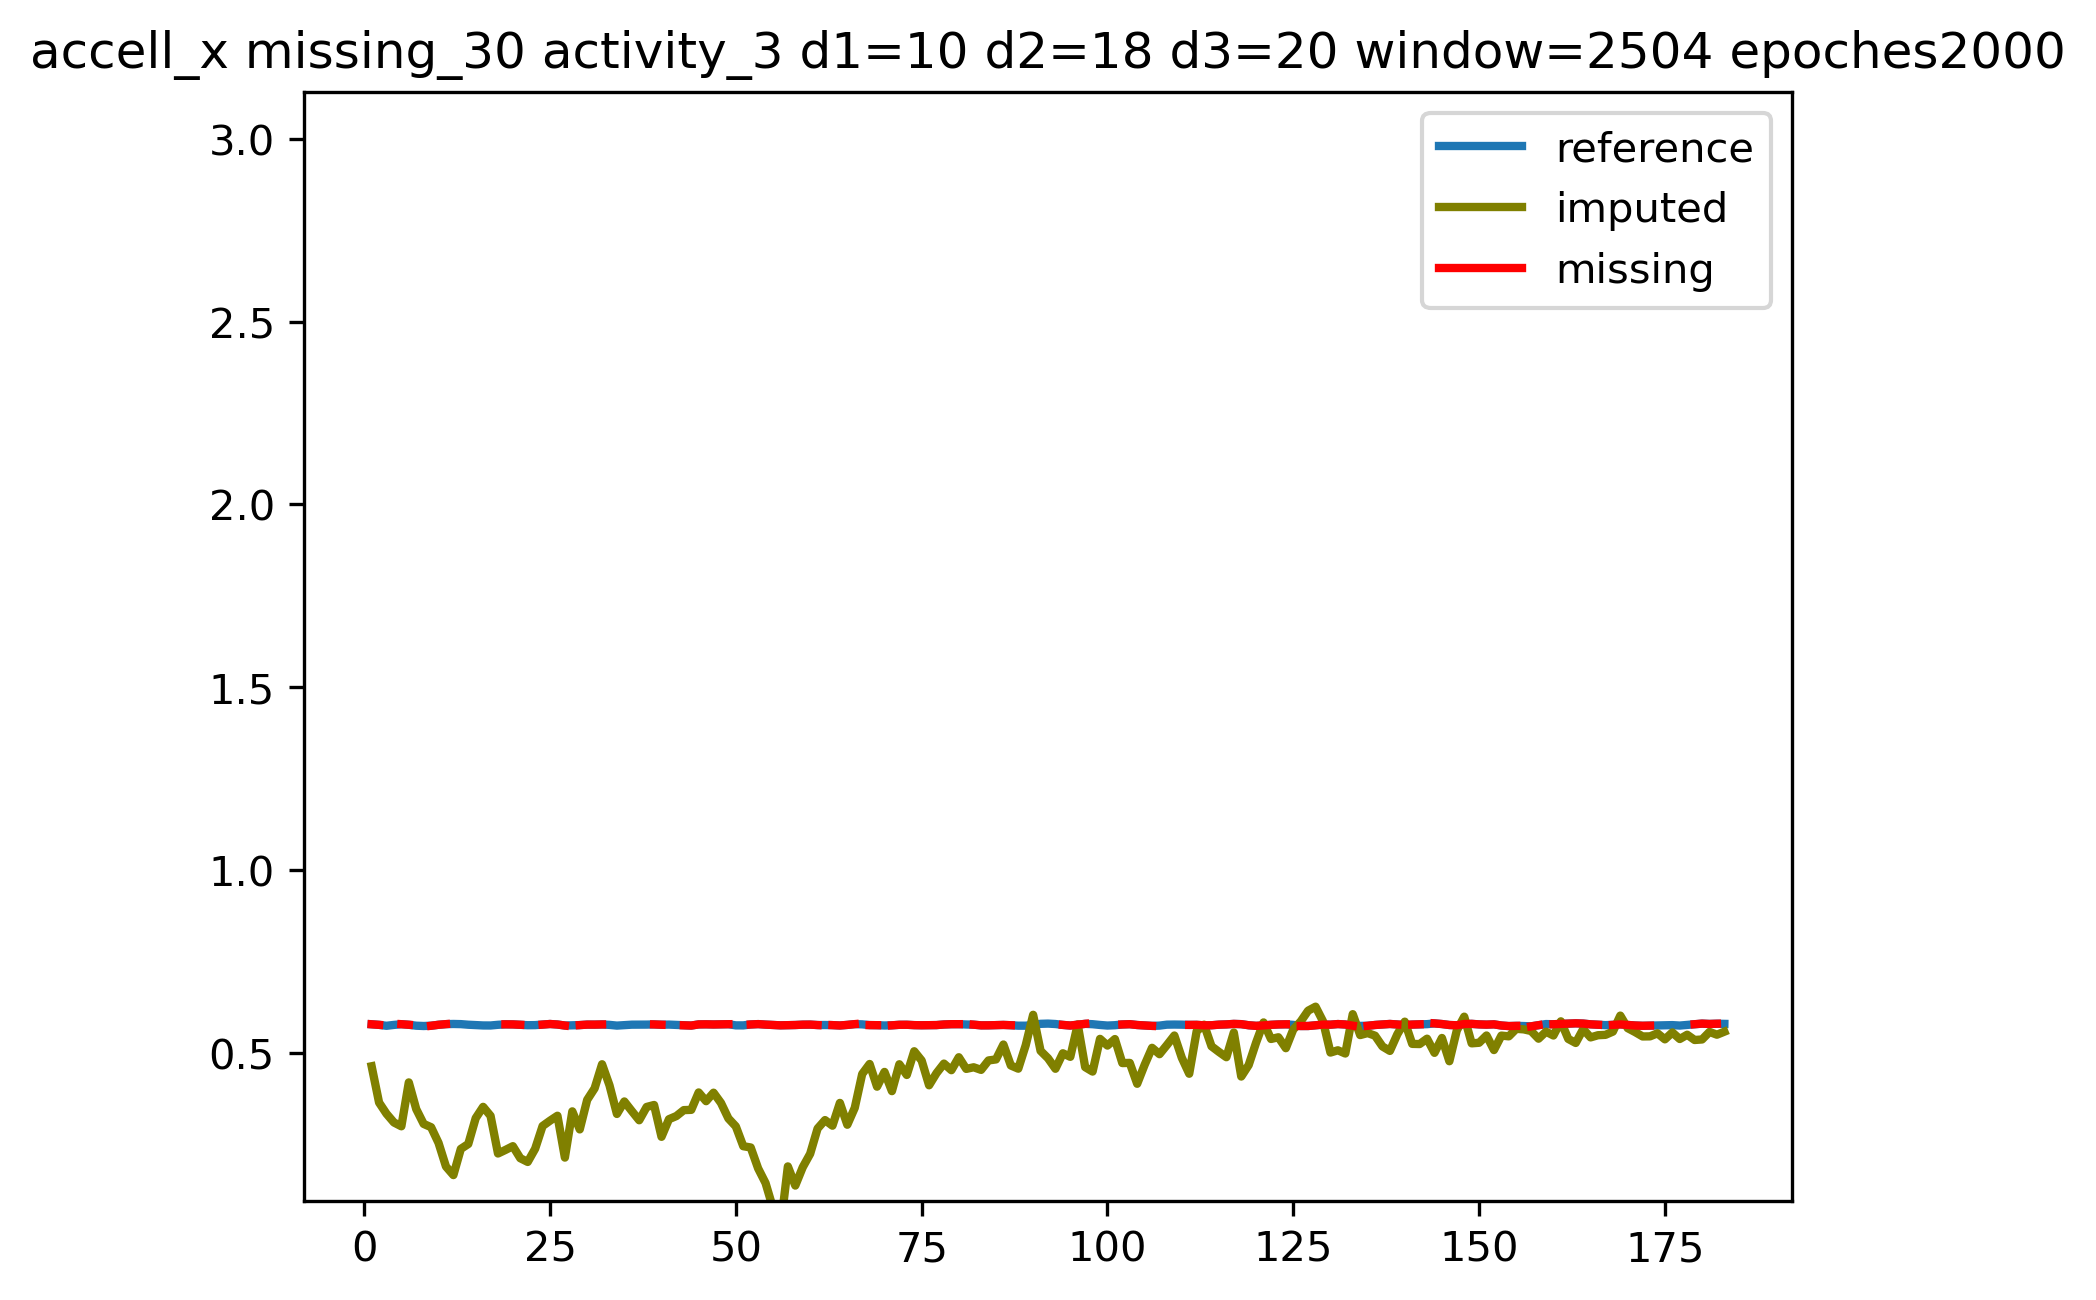 accell_x missing_30 activity_3 d1=10 d2=18 d3=20 window=2504 epoches2000
reference
imputed
missing
3.0
2.5
2.0
1.5
1.0
0.5
0 25 50 75 100 125 150 175